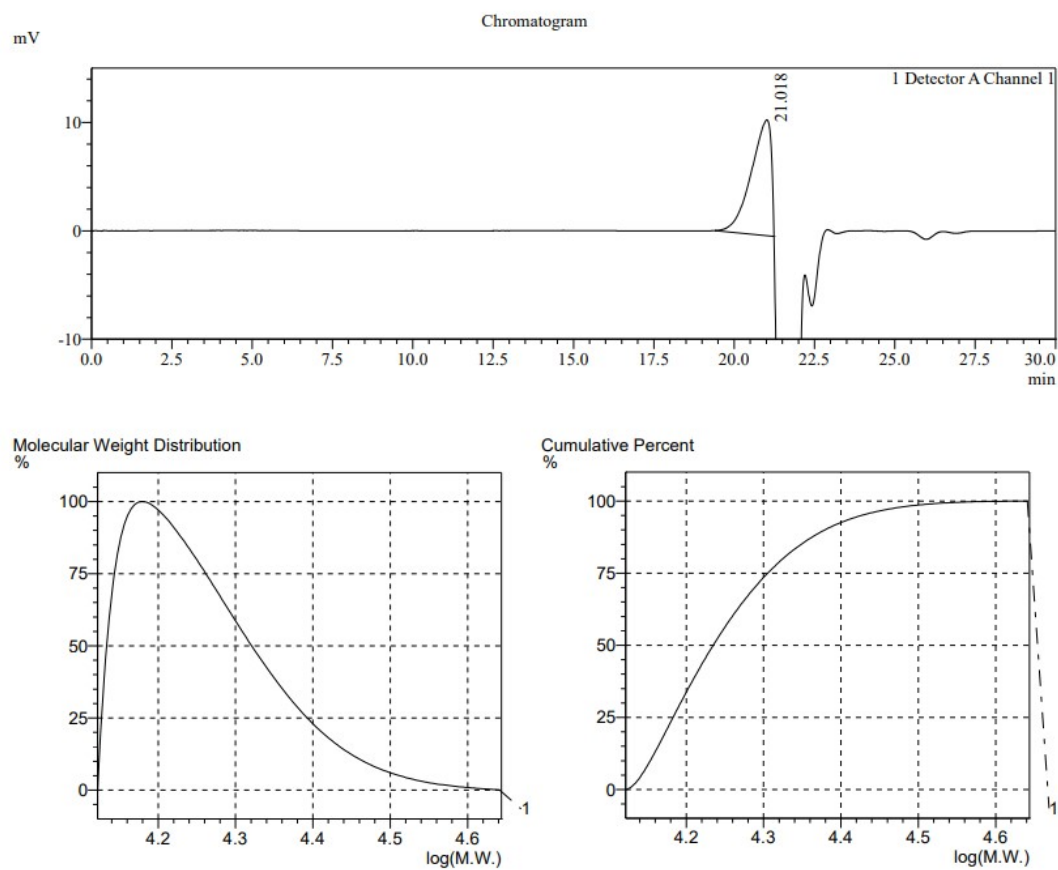 Chromatogram
mV
1 Detector A Channel 1
21.018
10
0
-10
0.0 2.5 5.0 7.5 10.0 12.5 15.0 17.5 20.0 22.5 25.0 27.5 30.0
min
Molecular Weight Distribution
%
100
75
50
25
0
4.2 4.3 4.4 4.5 4.6
log(M.W.)
-1
Cumulative Percent
%
100
75
50
25
0
4.2 4.3 4.4 4.5 4.6
log(M.W.)
1